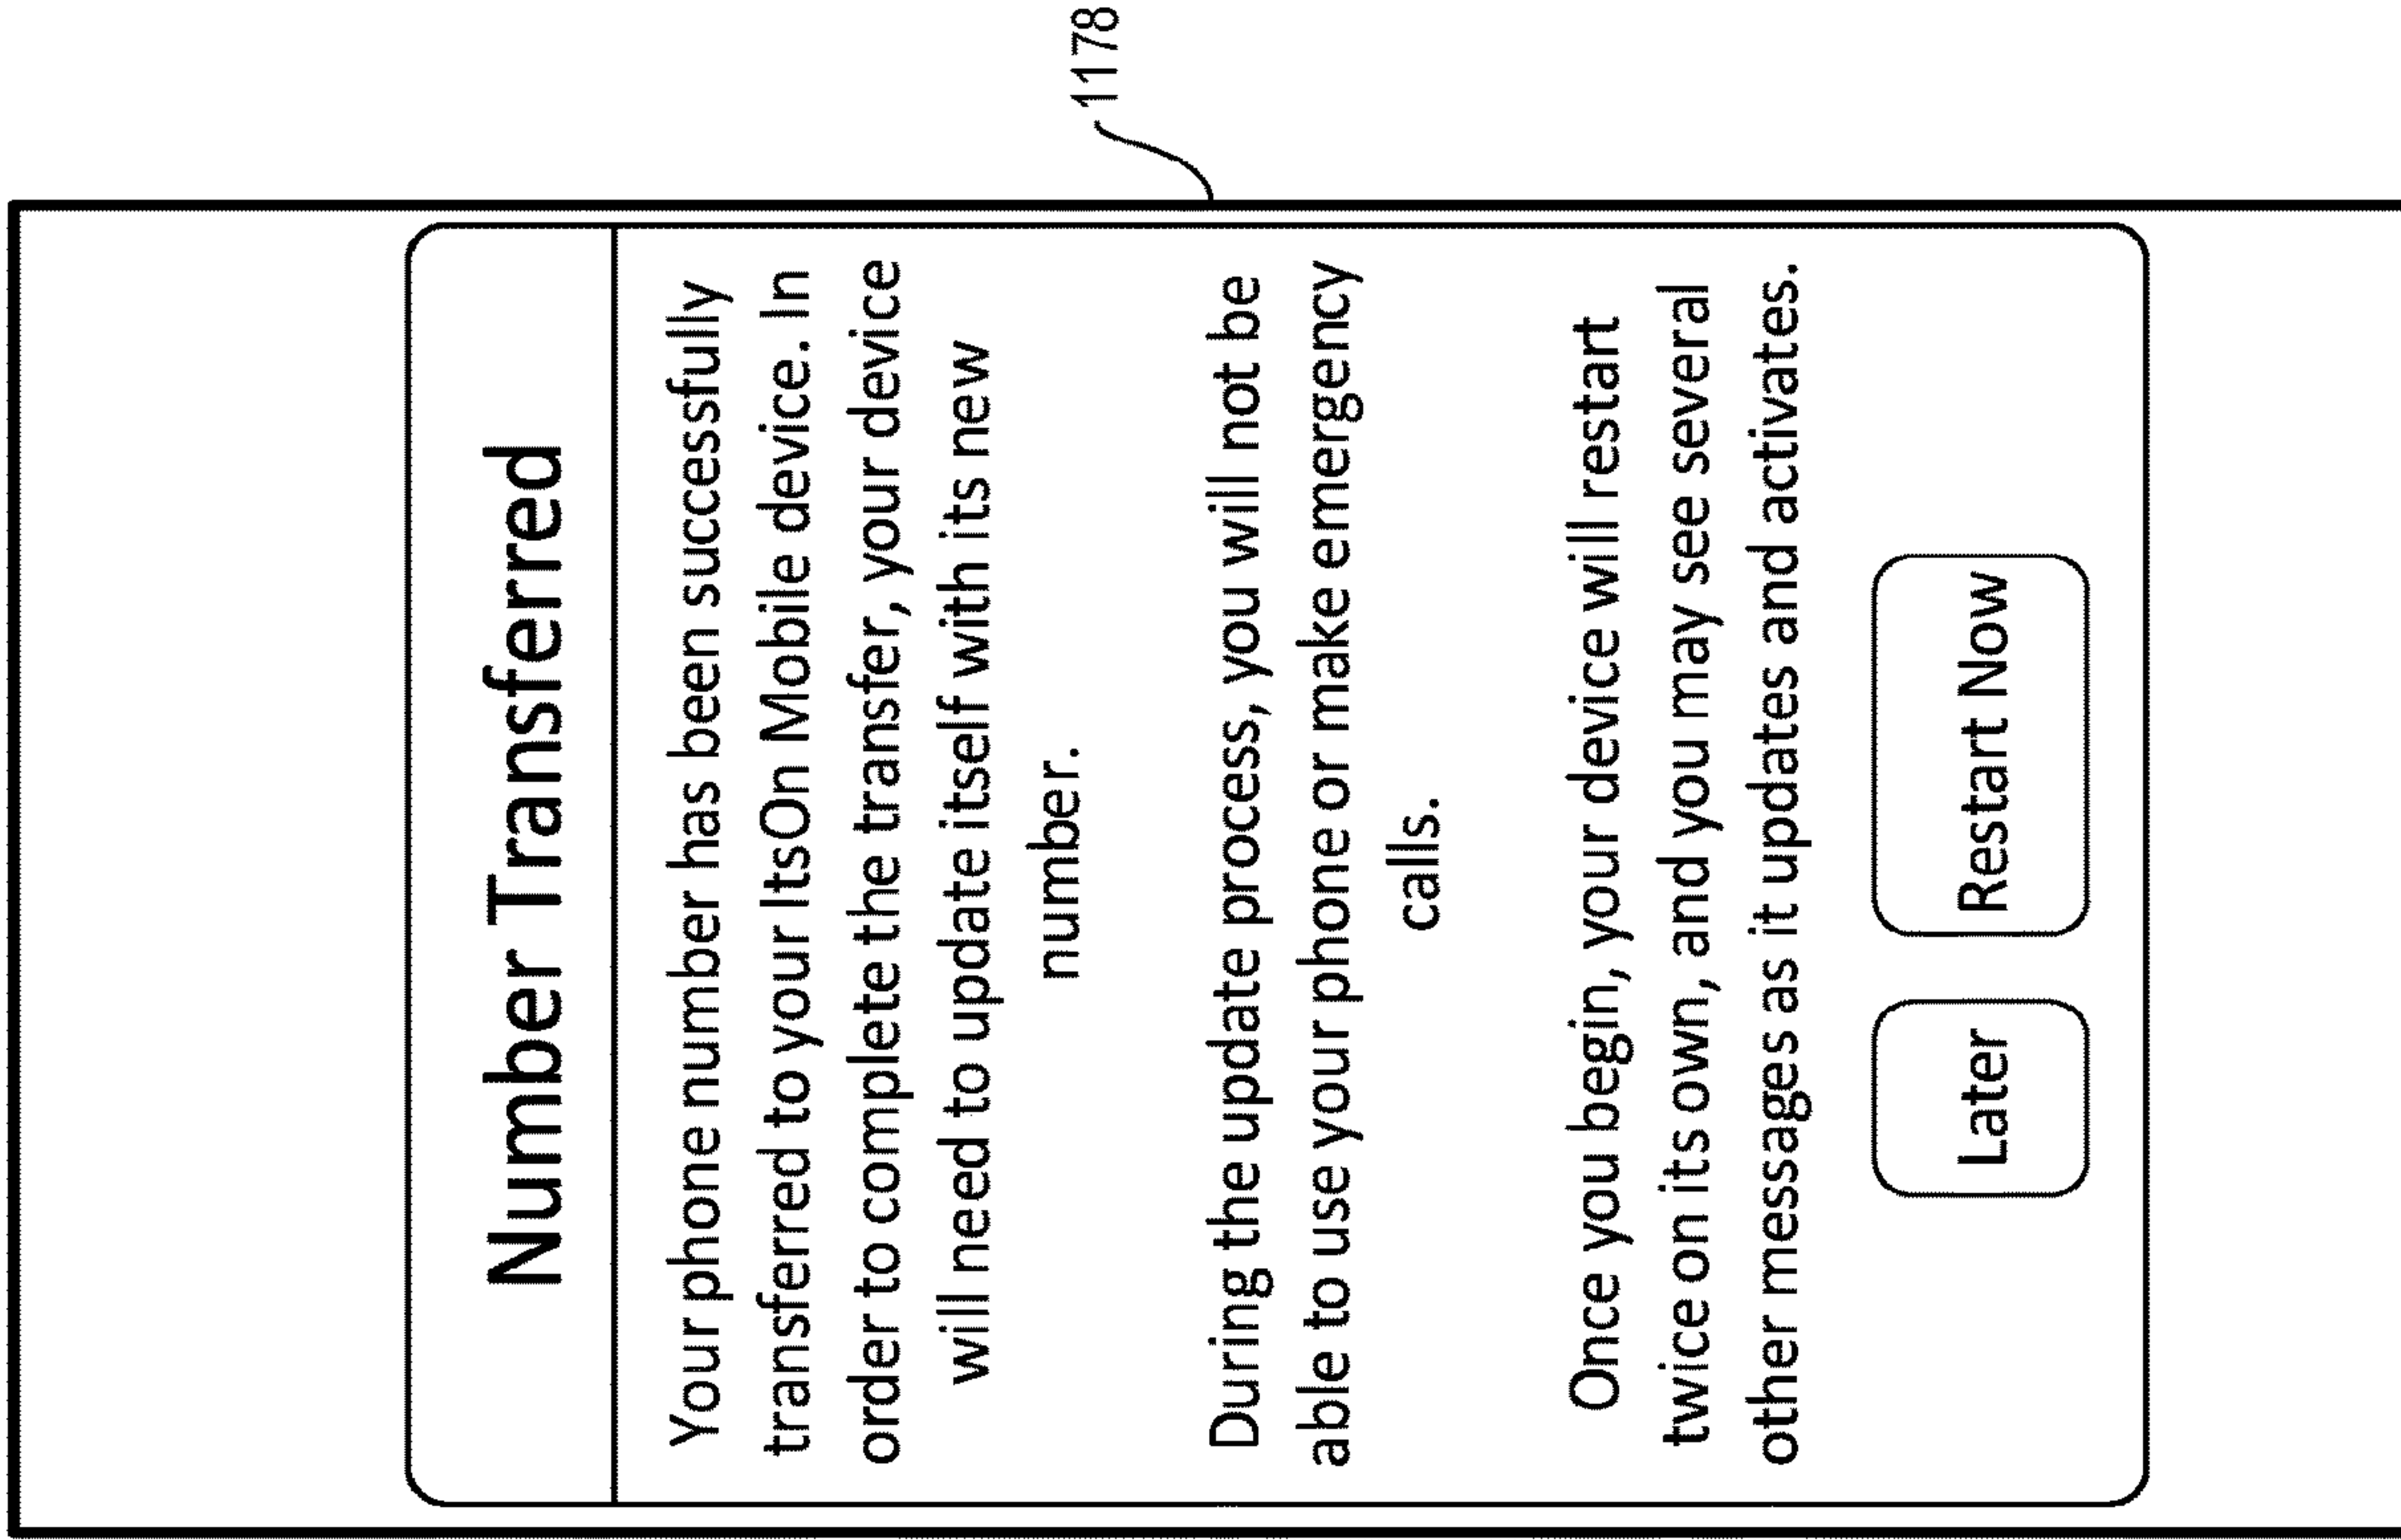 1178
Number Transferred
Your phone number has been successfully
transferred to your ItsOn Mobile device. In
order to complete the transfer, your device
will need to update itself with its new
number.
During the update process, you will not be
able to use your phone or make emergency
calls.
Once you begin, your device will restart
twice on its own, and you may see several
other messages as it updates and activates.
Later
Restart Now